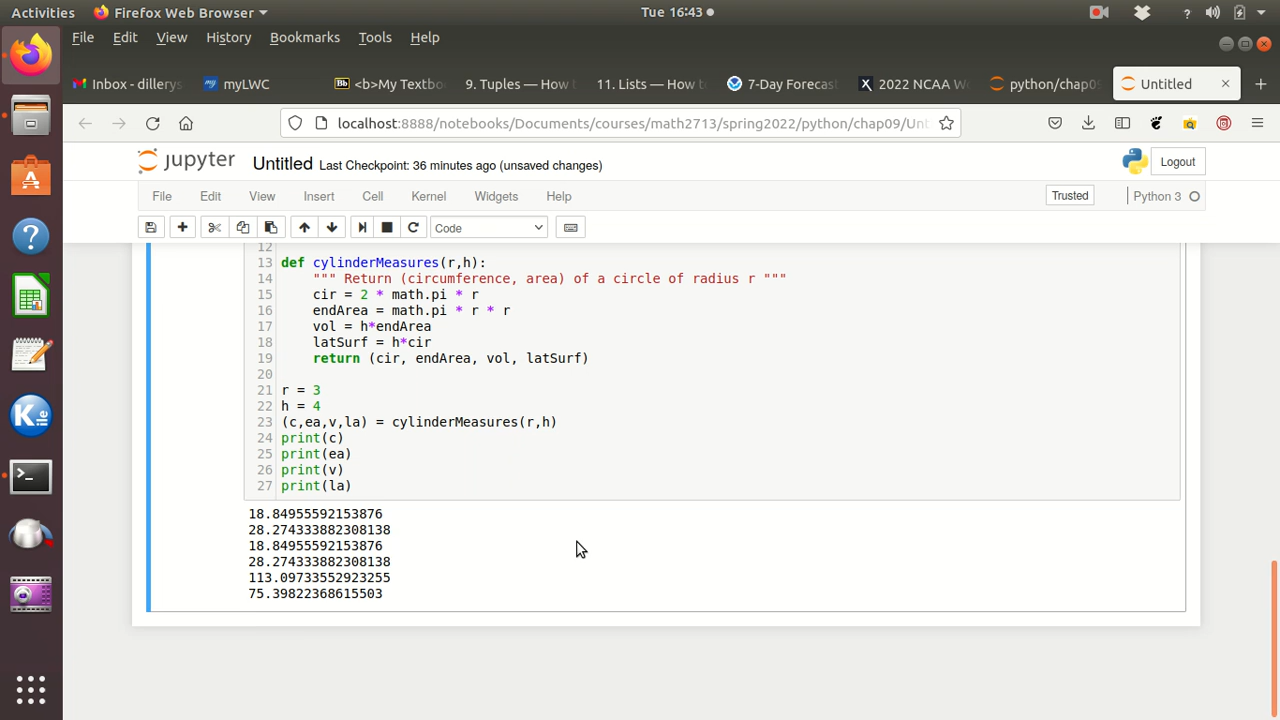 Activities Firefox Web Browser Tue 16:43
File Edit View History Bookmarks Tools Help
Inbox - dillerys myLWC Bb <b>My Textbo 9. Tuples — How t 11. Lists — How t 7-Day Forecas X 2022 NCAA W python/chap09 Untitled
localhost:8888/notebooks/Documents/courses/math2713/spring2022/python/chap09/Unt
jupyter Untitled Last Checkpoint: 36 minutes ago (unsaved changes) Logout
File Edit View Insert Cell Kernel Widgets Help Trusted Python 3
Code
12
13 def cylinderMeasures(r,h):
14 """ Return (circumference, area) of a circle of radius r """
15 cir = 2 * math.pi * r
16 endArea = math.pi * r * r
17 vol = h*endArea
18 latSurf = h*cir
19 return (cir, endArea, vol, latSurf)
20
21 r = 3
22 h = 4
23 (c,ea,v,la) = cylinderMeasures(r,h)
24 print(c)
25 print(ea)
26 print(v)
27 print(la)
18.84955592153876
28.274333882308138
18.84955592153876
28.274333882308138
113.09733552923255
75.39822368615503